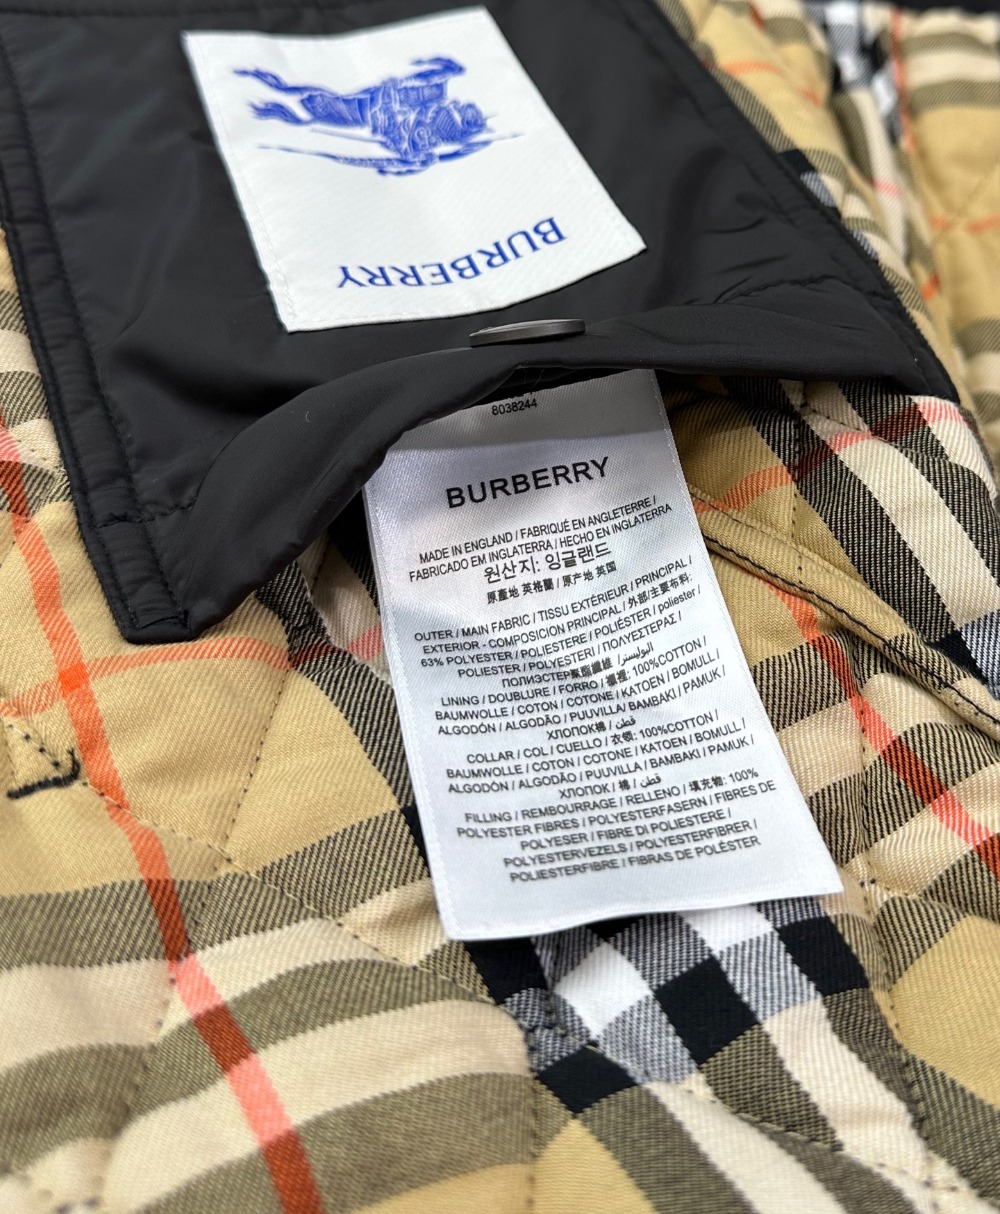 BURBERRY
8038244
BURBERRY
MADE IN ENGLAND / FABRIQUÉ EN ANGLETERRE /
FABRICADO EM INGLATERRA / HECHO EN INGLATERRA
원산지: 잉글랜드
原產地 英格蘭 / 原产地 英国
OUTER / MAIN FABRIC / TISSU EXTÉRIEUR / PRINCIPAL /
EXTERIOR - COMPOSICION PRINCIPAL / 外部/主要布料:
63% POLYESTER / POLIESTERE / POLIÉSTER / poliester /
POLIESTER / POLYESTERI / ΠΟΛΥΕΣΤΕΡΑΣ /
ПОЛИЭСТЕР聚酯纖維 / البوليستر/
LINING / DOUBLURE / FORRO / 裡裡: 100%COTTON /
BAUMWOLLE / COTON / COTONE / KATOEN / BOMULL /
ALGODÓN / ALGODÃO / PUUVILLA/ BAMBAKI / PAMUK /
ХЛОПОК棉 / قطن
COLLAR / COL / CUELLO / 衣領: 100%COTTON /
BAUMWOLLE / COTON / COTONE / KATOEN / BOMULL /
ALGODÓN / ALGODÃO / PUUVILLA / BAMBAKI / PAMUK /
ХЛОПОК / 棉 / قطن
FILLING / REMBOURRAGE / RELLENO / 填充物: 100%
POLYESTER FIBRES / POLYESTERFASERN / FIBRES DE
POLYESER / FIBRE DI POLIESTERE /
POLYESTERVEZELS / POLYESTERFIBRER /
POLIESTERFIBRE / FIBRAS DE POLÉSTER